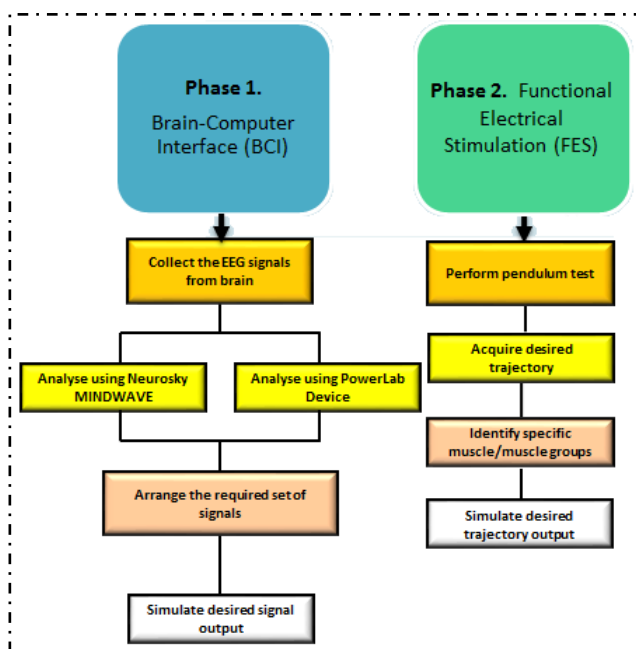 Phase 1.
Brain-Computer
Interface (BCI)
Collect the EEG signals
from brain
Analyse using Neurosky
MINDWAVE
Analyse using PowerLab
Device
Arrange the required set of
signals
Simulate desired signal
output
Phase 2. Functional
Electrical
Stimulation (FES)
Perform pendulum test
Acquire desired
trajectory
Identify specific
muscle/muscle groups
Simulate desired
trajectory output